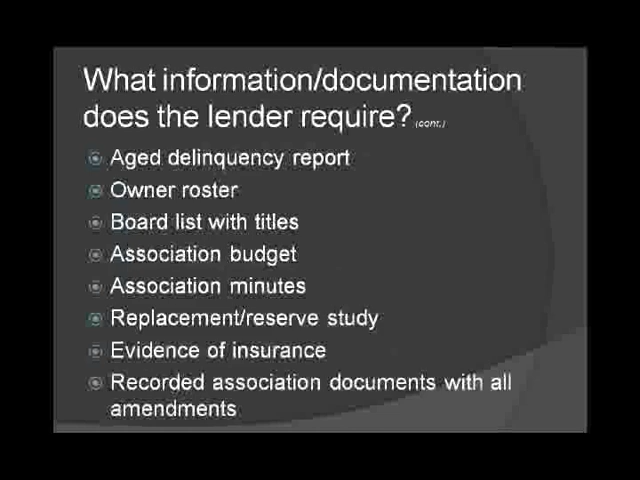 What information/documentation
does the lender require? (cont.)
Aged delinquency report
Owner roster
Board list with titles
Association budget
Association minutes
Replacement/reserve study
Evidence of insurance
Recorded association documents with all
amendments